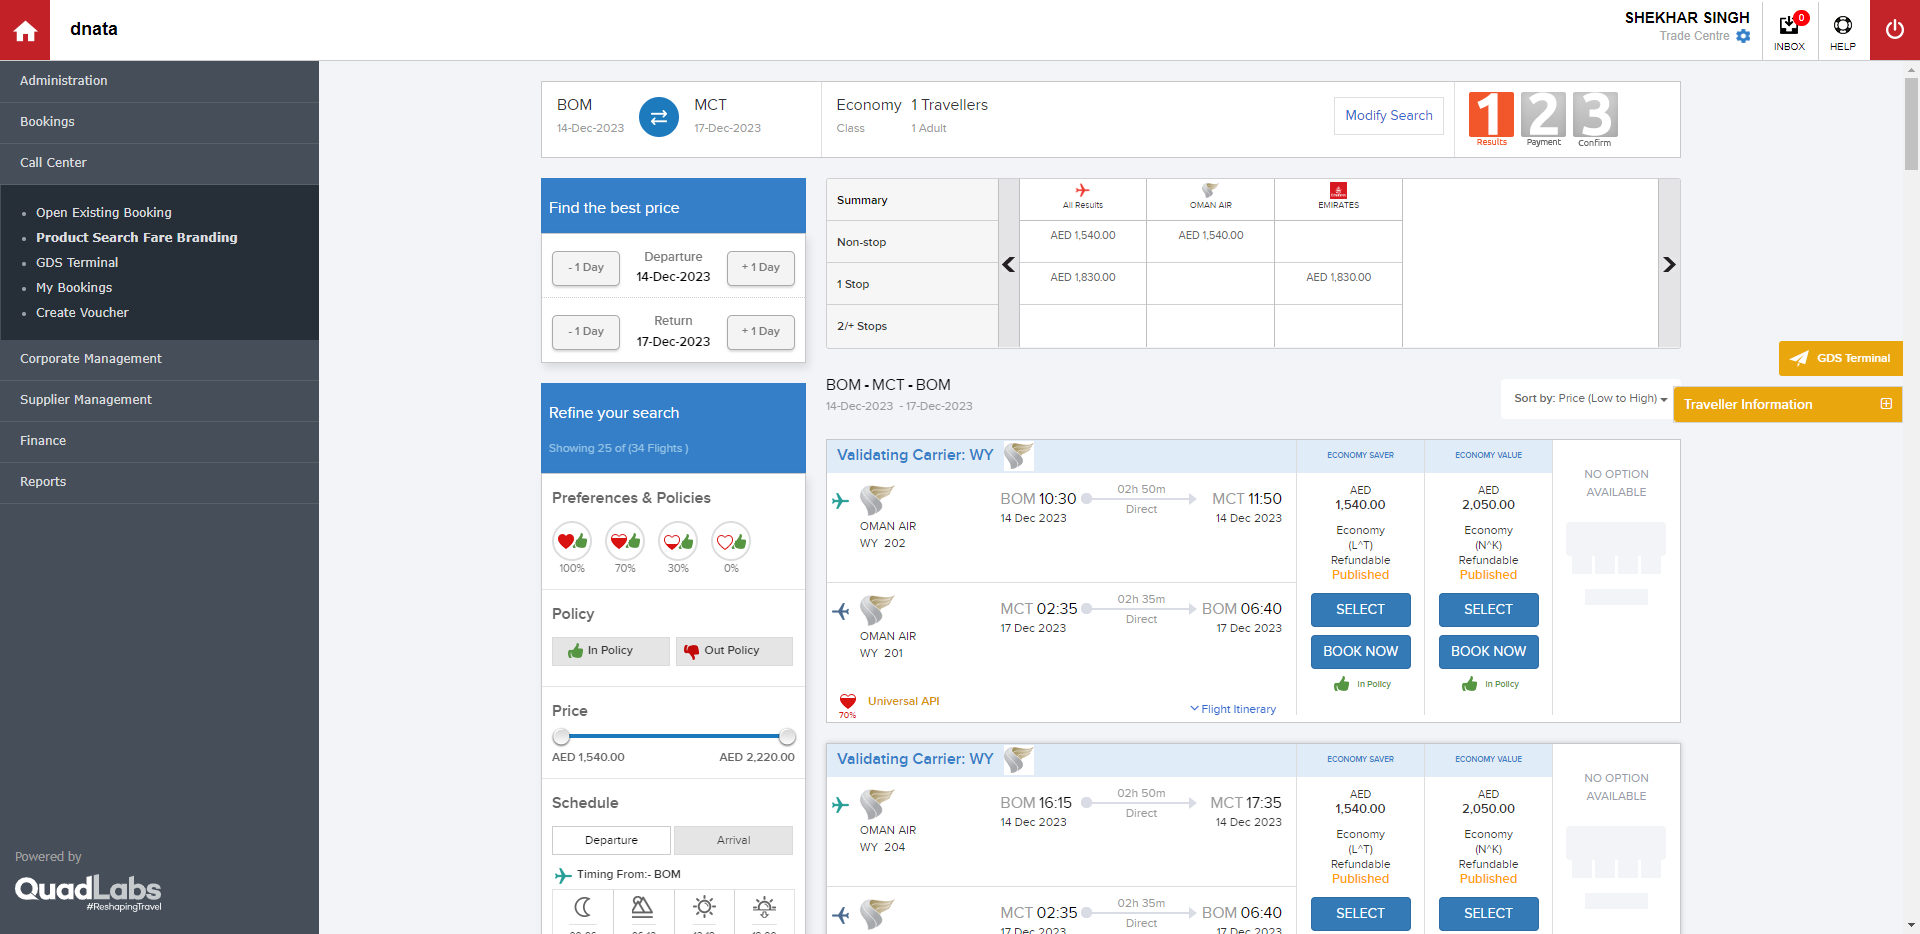 dnata
SHEKHAR SINGH
Trade Centre
0
INBOX
HELP
Administration
Bookings
Call Center
Open Existing Booking
Product Search Fare Branding
GDS Terminal
My Bookings
Create Voucher
Corporate Management
Supplier Management
Finance
Reports
Powered by
QuadLabs
#ReshapingTravel
BOM
14-Dec-2023
MCT
17-Dec-2023
Economy
Class
1 Travellers
1 Adult
Modify Search
1 2 3
Results Payment Confirm
Find the best price
- 1 Day
Departure
14-Dec-2023
+ 1 Day
- 1 Day
Return
17-Dec-2023
+ 1 Day
Summary
All Results
OMAN AIR
EMIRATES
Non-stop
AED 1,540.00
AED 1,540.00
1 Stop
AED 1,830.00
AED 1,830.00
2/+ Stops
GDS Terminal
Traveller Information
BOM - MCT - BOM
14-Dec-2023 - 17-Dec-2023
Sort by: Price (Low to High)
Refine your search
Showing 25 of (34 Flights )
Preferences & Policies
100% 70% 30% 0%
Policy
In Policy
Out Policy
Price
AED 1,540.00
AED 2,220.00
Schedule
Departure
Arrival
Timing From:- BOM
Validating Carrier: WY
ECONOMY SAVER
ECONOMY VALUE
OMAN AIR
WY 202
BOM 10:30
14 Dec 2023
02h 50m
Direct
MCT 11:50
14 Dec 2023
OMAN AIR
WY 201
MCT 02:35
17 Dec 2023
02h 35m
Direct
BOM 06:40
17 Dec 2023
70%
Universal API
Flight Itinerary
AED
1,540.00
Economy
(L^T)
Refundable
Published
SELECT
BOOK NOW
In Policy
AED
2,050.00
Economy
(N^K)
Refundable
Published
SELECT
BOOK NOW
In Policy
NO OPTION
AVAILABLE
Validating Carrier: WY
ECONOMY SAVER
ECONOMY VALUE
OMAN AIR
WY 204
BOM 16:15
14 Dec 2023
02h 50m
Direct
MCT 17:35
14 Dec 2023
MCT 02:35
17 Dec 2023
02h 35m
Direct
BOM 06:40
17 Dec 2023
AED
1,540.00
Economy
(L^T)
Refundable
Published
SELECT
AED
2,050.00
Economy
(N^K)
Refundable
Published
SELECT
NO OPTION
AVAILABLE